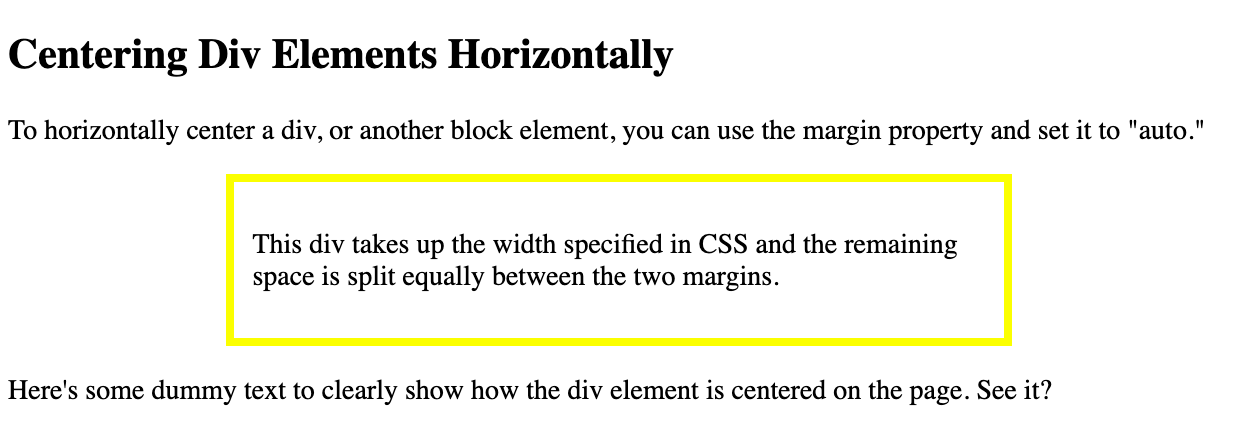 Centering Div Elements Horizontally
To horizontally center a div, or another block element, you can use the margin property and set it to "auto."
This div takes up the width specified in CSS and the remaining
space is split equally between the two margins.
Here's some dummy text to clearly show how the div element is centered on the page. See it?